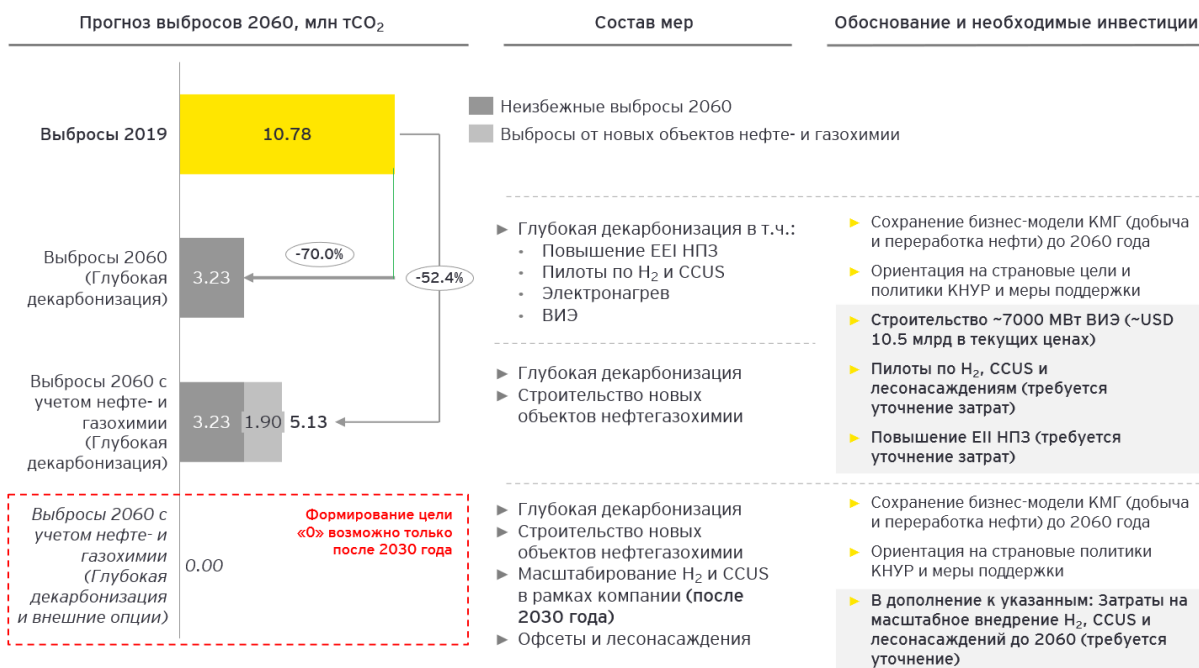 Прогноз выбросов 2060, млн тCO₂
Состав мер
Обоснование и необходимые инвестиции
Неизбежные выбросы 2060
Выбросы от новых объектов нефте- и газохимии
Выбросы 2019
10.78
Выбросы 2060
(Глубокая
декарбонизация)
3.23
-70.0%
-52.4%
► Глубокая декарбонизация в т.ч.:
• Повышение EEI НПЗ
• Пилоты по H₂ и CCUS
• Электронагрев
• ВИЭ
► Сохранение бизнес-модели КМГ (добыча
и переработка нефти) до 2060 года
► Ориентация на страновые цели и
политики КНУР и меры поддержки
► Строительство ~7000 МВт ВИЭ (~USD
10.5 млрд в текущих ценах)
► Пилоты по H₂, CCUS и
лесонасаждениям (требуется
уточнение затрат)
► Повышение EII НПЗ (требуется
уточнение затрат)
Выбросы 2060 с
учетом нефте- и
газохимии
(Глубокая
декарбонизация)
3.23
1.90
5.13
► Глубокая декарбонизация
► Строительство новых
объектов нефтегазохимии
Выбросы 2060 с
учетом нефте- и
газохимии
(Глубокая
декарбонизация
и внешние опции)
0.00
Формирование цели
«0» возможно только
после 2030 года
► Глубокая декарбонизация
► Строительство новых
объектов нефтегазохимии
► Масштабирование H₂ и CCUS
в рамках компании (после
2030 года)
► Офсеты и лесонасаждения
► Сохранение бизнес-модели КМГ (добыча
и переработка нефти) до 2060 года
► Ориентация на страновые политики
КНУР и меры поддержки
► В дополнение к указанным: Затраты на
масштабное внедрение H₂, CCUS и
лесонасаждений до 2060 (требуется
уточнение)